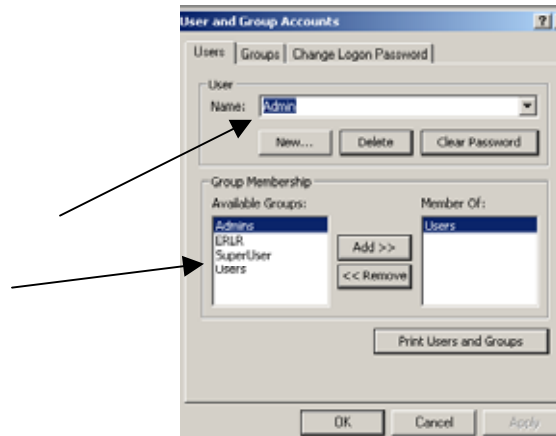 User and Group Accounts ?
Users Groups Change Logon Password
User
Name: Admin
New... Delete Clear Password
Group Membership
Available Groups: Member Of:
Admins Users
ERLR
SuperUser
Users
Add >>
<< Remove
Print Users and Groups
OK Cancel Apply